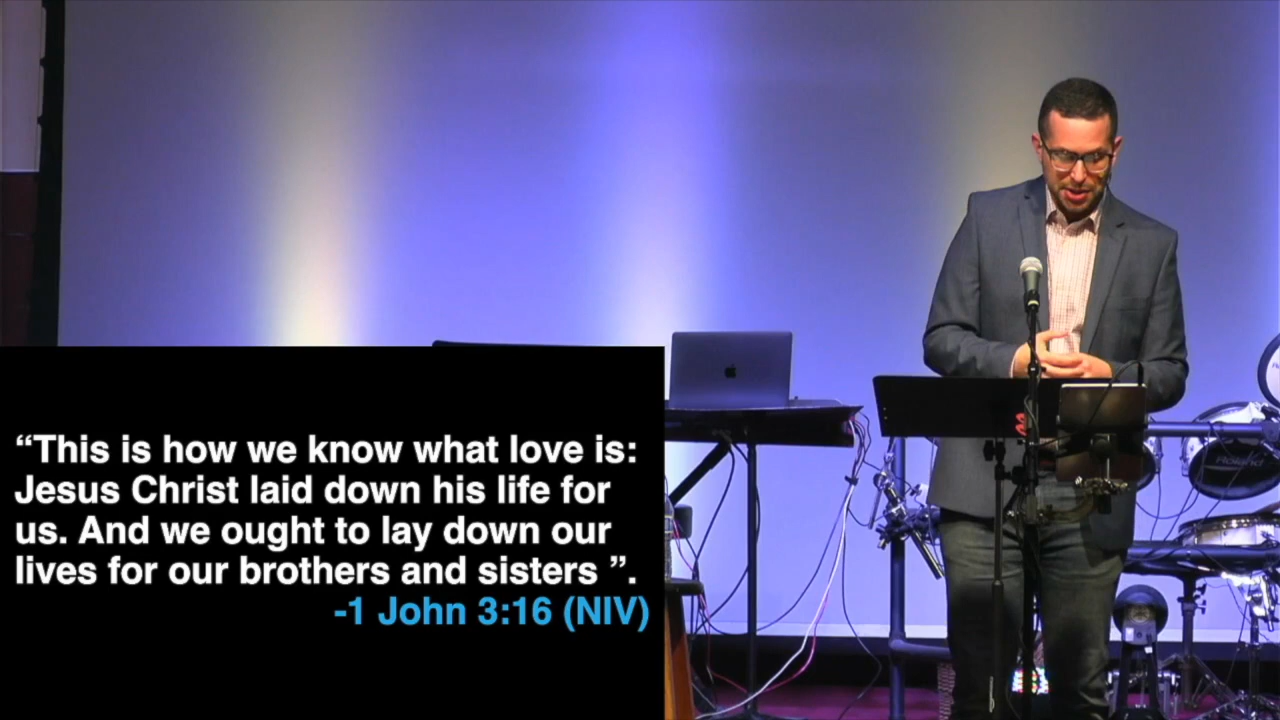 “This is how we know what love is:
Jesus Christ laid down his life for
us. And we ought to lay down our
lives for our brothers and sisters ”.
-1 John 3:16 (NIV)
Roland